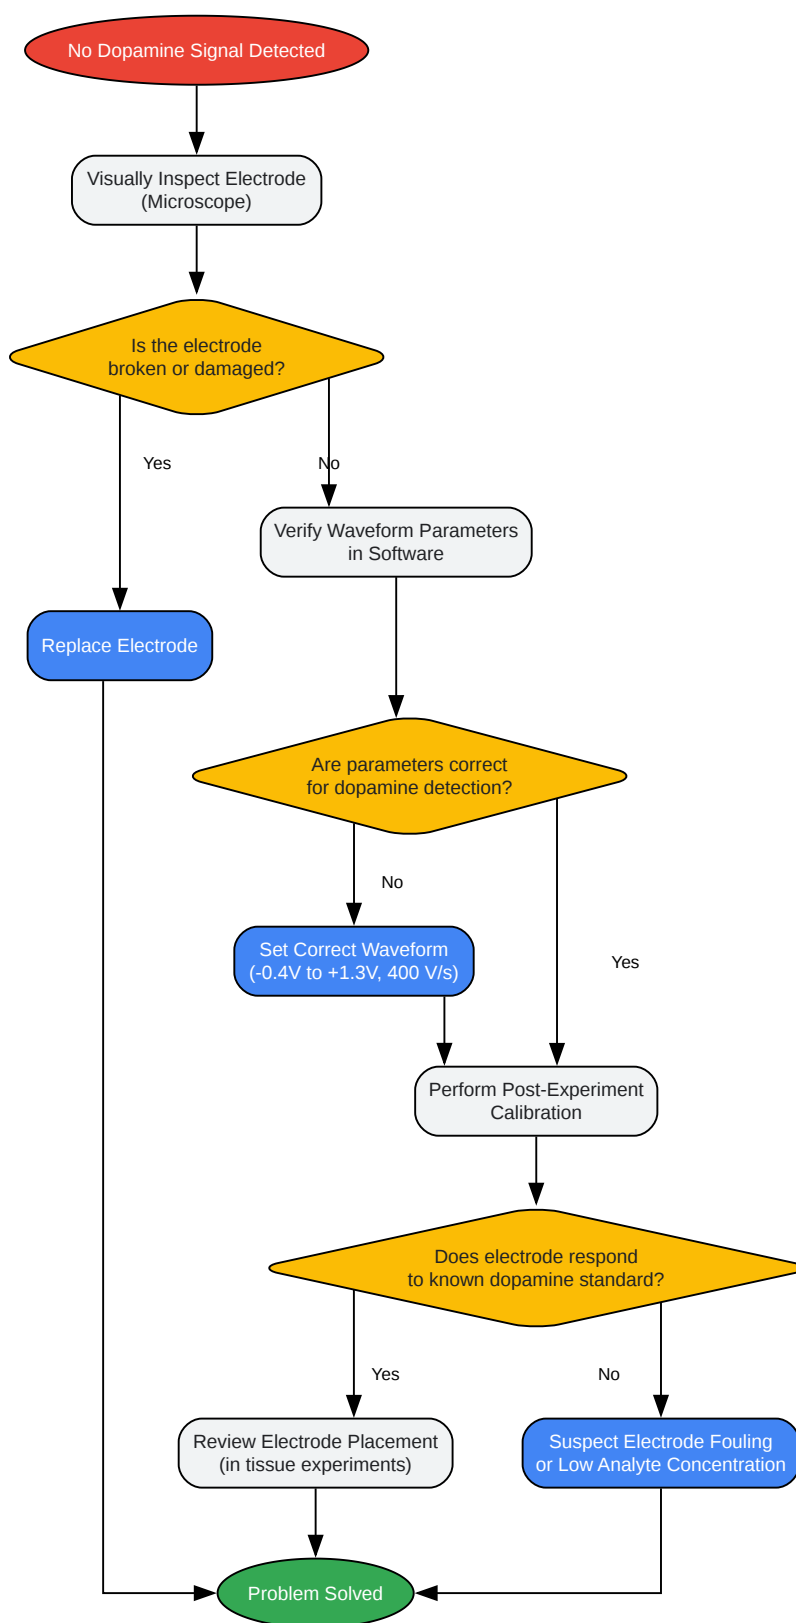 No Dopamine Signal Detected
Visually Inspect Electrode
(Microscope)
Is the electrode
broken or damaged?
Yes
No
Verify Waveform Parameters
in Software
Replace Electrode
Are parameters correct
for dopamine detection?
No
Set Correct Waveform
(-0.4V to +1.3V, 400 V/s)
Yes
Perform Post-Experiment
Calibration
Does electrode respond
to known dopamine standard?
Yes
No
Review Electrode Placement
(in tissue experiments)
Suspect Electrode Fouling
or Low Analyte Concentration
Problem Solved